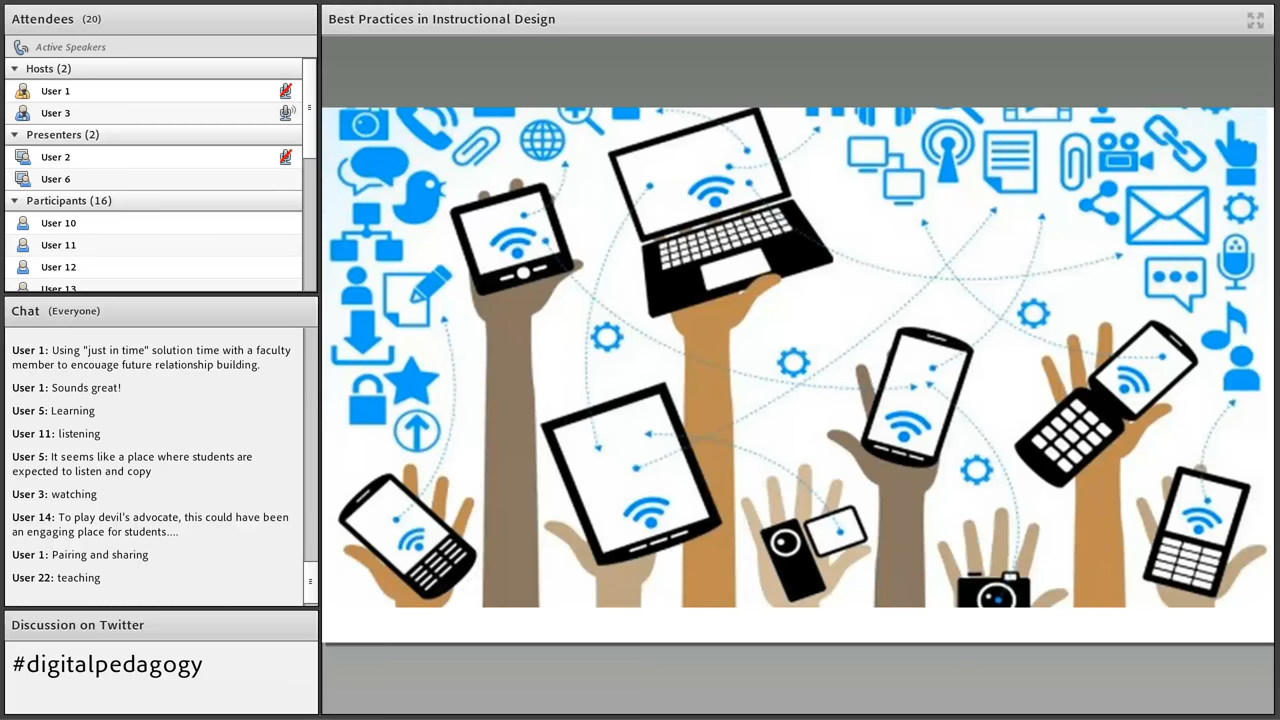 Attendees (20)
Active Speakers
Hosts (2)
User 1
User 3
Presenters (2)
User 2
User 6
Participants (16)
User 10
User 11
User 12
User 13
Chat (Everyone)
User 1: Using "just in time" solution time with a faculty
member to encouage future relationship building.
User 1: Sounds great!
User 5: Learning
User 11: listening
User 5: It seems like a place where students are
expected to listen and copy
User 3: watching
User 14: To play devil's advocate, this could have been
an engaging place for students....
User 1: Pairing and sharing
User 22: teaching
Discussion on Twitter
#digitalpedagogy
Best Practices in Instructional Design